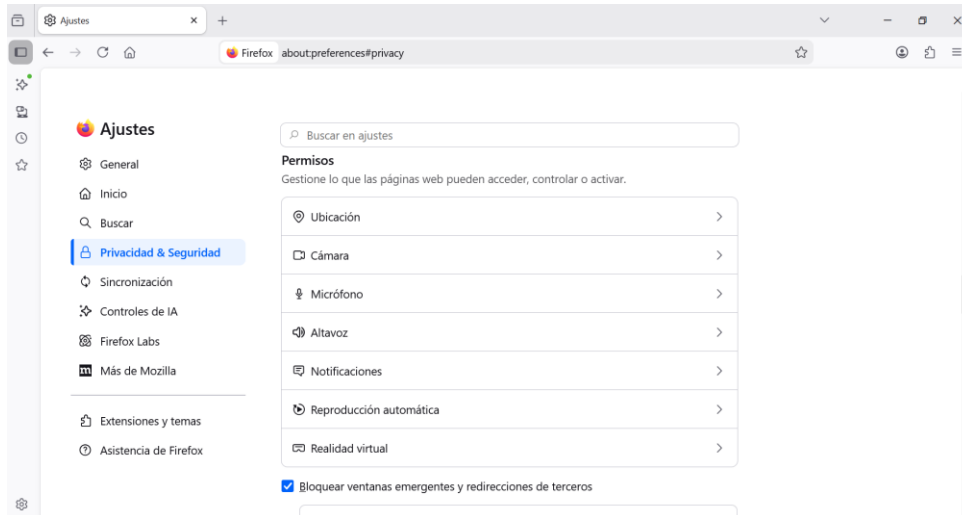 Ajustes
Firefox about:preferences#privacy
Ajustes
General
Inicio
Buscar
Privacidad & Seguridad
Sincronización
Controles de IA
Firefox Labs
m Más de Mozilla
Extensiones y temas
Asistencia de Firefox
Buscar en ajustes
Permisos
Gestione lo que las páginas web pueden acceder, controlar o activar.
Ubicación
Cámara
Micrófono
Altavoz
Notificaciones
Reproducción automática
Realidad virtual
Bloquear ventanas emergentes y redirecciones de terceros